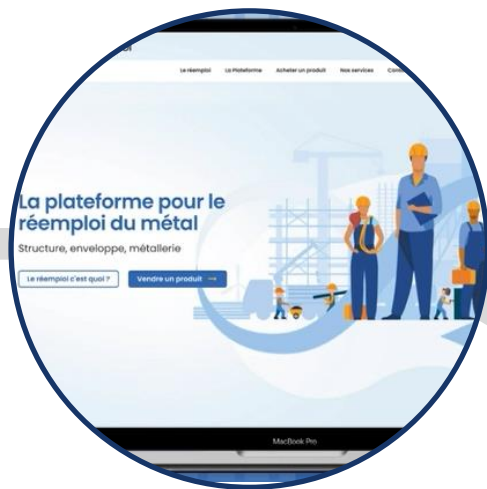 Le réemploi La Plateforme Acheter un produit Nos services
La plateforme pour le
réemploi du métal
Structure, enveloppe, métallerie
Le réemploi c'est quoi ? Vendre un produit →
MacBook Pro